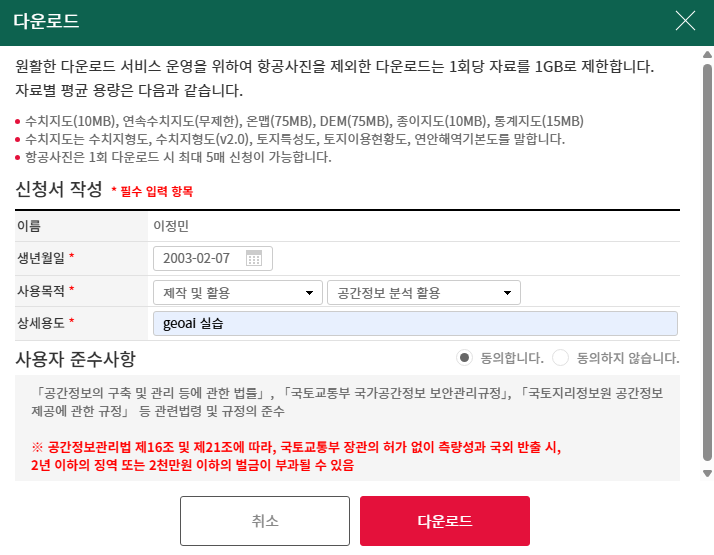 다운로드
원활한 다운로드 서비스 운영을 위하여 항공사진을 제외한 다운로드는 1회당 자료를 1GB로 제한합니다.
자료별 평균 용량은 다음과 같습니다.
수치지도(10MB), 연속수치지도(무제한), 온맵(75MB), DEM(75MB), 종이지도(10MB), 통계지도(15MB)
수치지도는 수치지형도, 수치지형도(v2.0), 토지특성도, 토지이용현황도, 연안해역기본도를 말합니다.
항공사진은 1회 다운로드 시 최대 5매 신청이 가능합니다.
신청서 작성 * 필수 입력 항목
이름 이정민
생년월일 * 2003-02-07
사용목적 * 제작 및 활용 공간정보 분석 활용
상세용도 * geoai 실습
사용자 준수사항 동의합니다. 동의하지 않습니다.
「공간정보의 구축 및 관리 등에 관한 법률」, 「국토교통부 국가공간정보 보안관리규정」, 「국토지리정보원 공간정보
제공에 관한 규정」 등 관련법령 및 규정의 준수
※ 공간정보관리법 제16조 및 제21조에 따라, 국토교통부 장관의 허가 없이 측량성과 국외 반출 시,
2년 이하의 징역 또는 2천만원 이하의 벌금이 부과될 수 있음
취소 다운로드